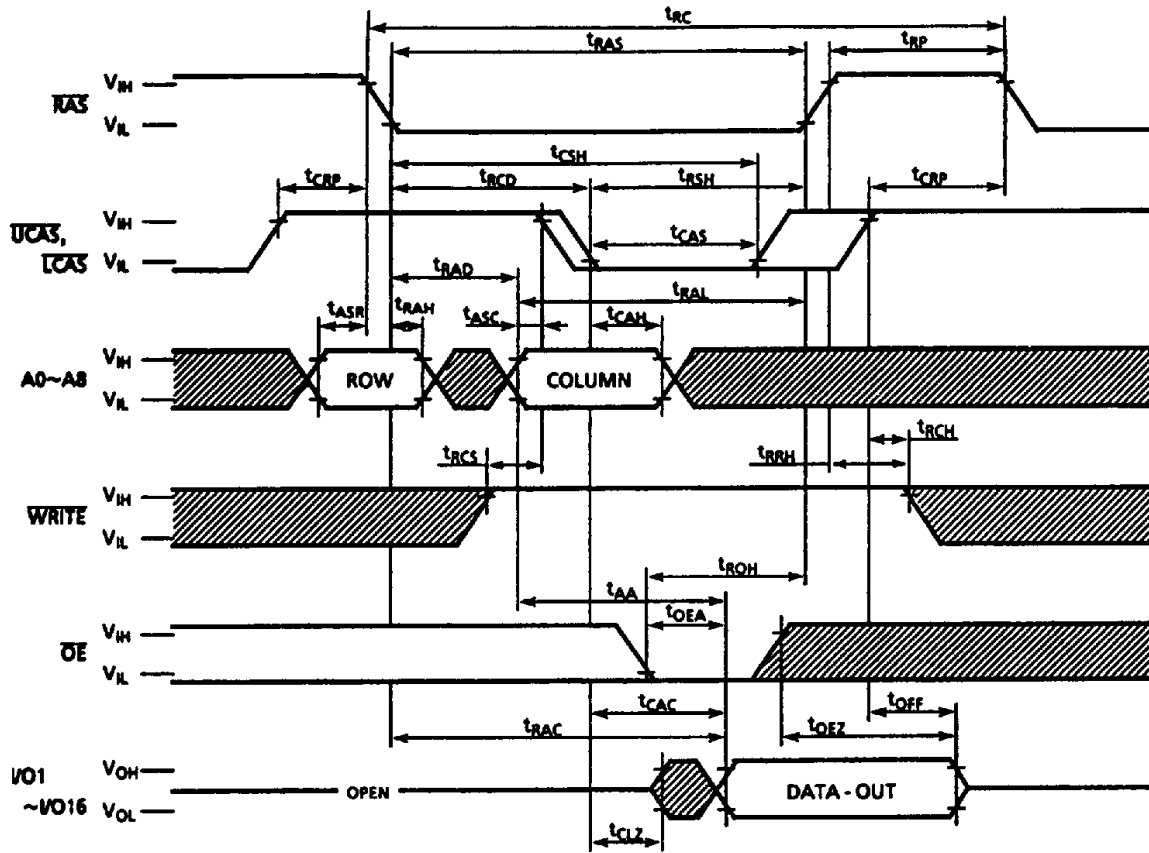 tRC
tRAS
tRP
VIH
RAS
VIL
tCSH
tCRP
tRCD
tRSH
tCRP
VIH
UCAS,
LCAS
VIL
tCAS
tRAD
tRAL
tASR
tRAH
tASC
tCAH
VIH
A0~A8
ROW
COLUMN
VIL
tRCH
tRCS
tRRH
VIH
WRITE
VIL
tROH
tAA
tOEA
VIH
OE
VIL
tCAC
tOFF
tRAC
tOEZ
I/O1
VOH
~I/O16
OPEN
DATA - OUT
VOL
tCLZ